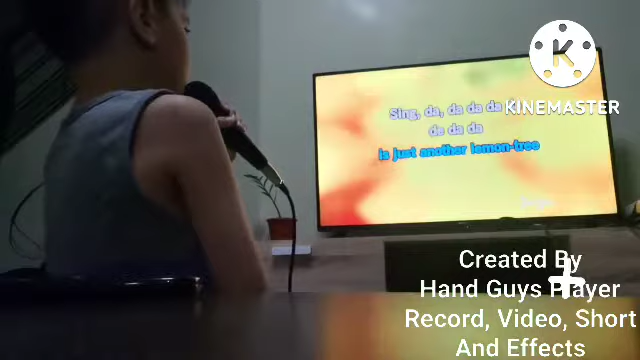 KINEMASTER
Sing, da, da da da
de da da
is just another lemon-tree
Created By
Hand Guys Player
Record, Video, Short
And Effects